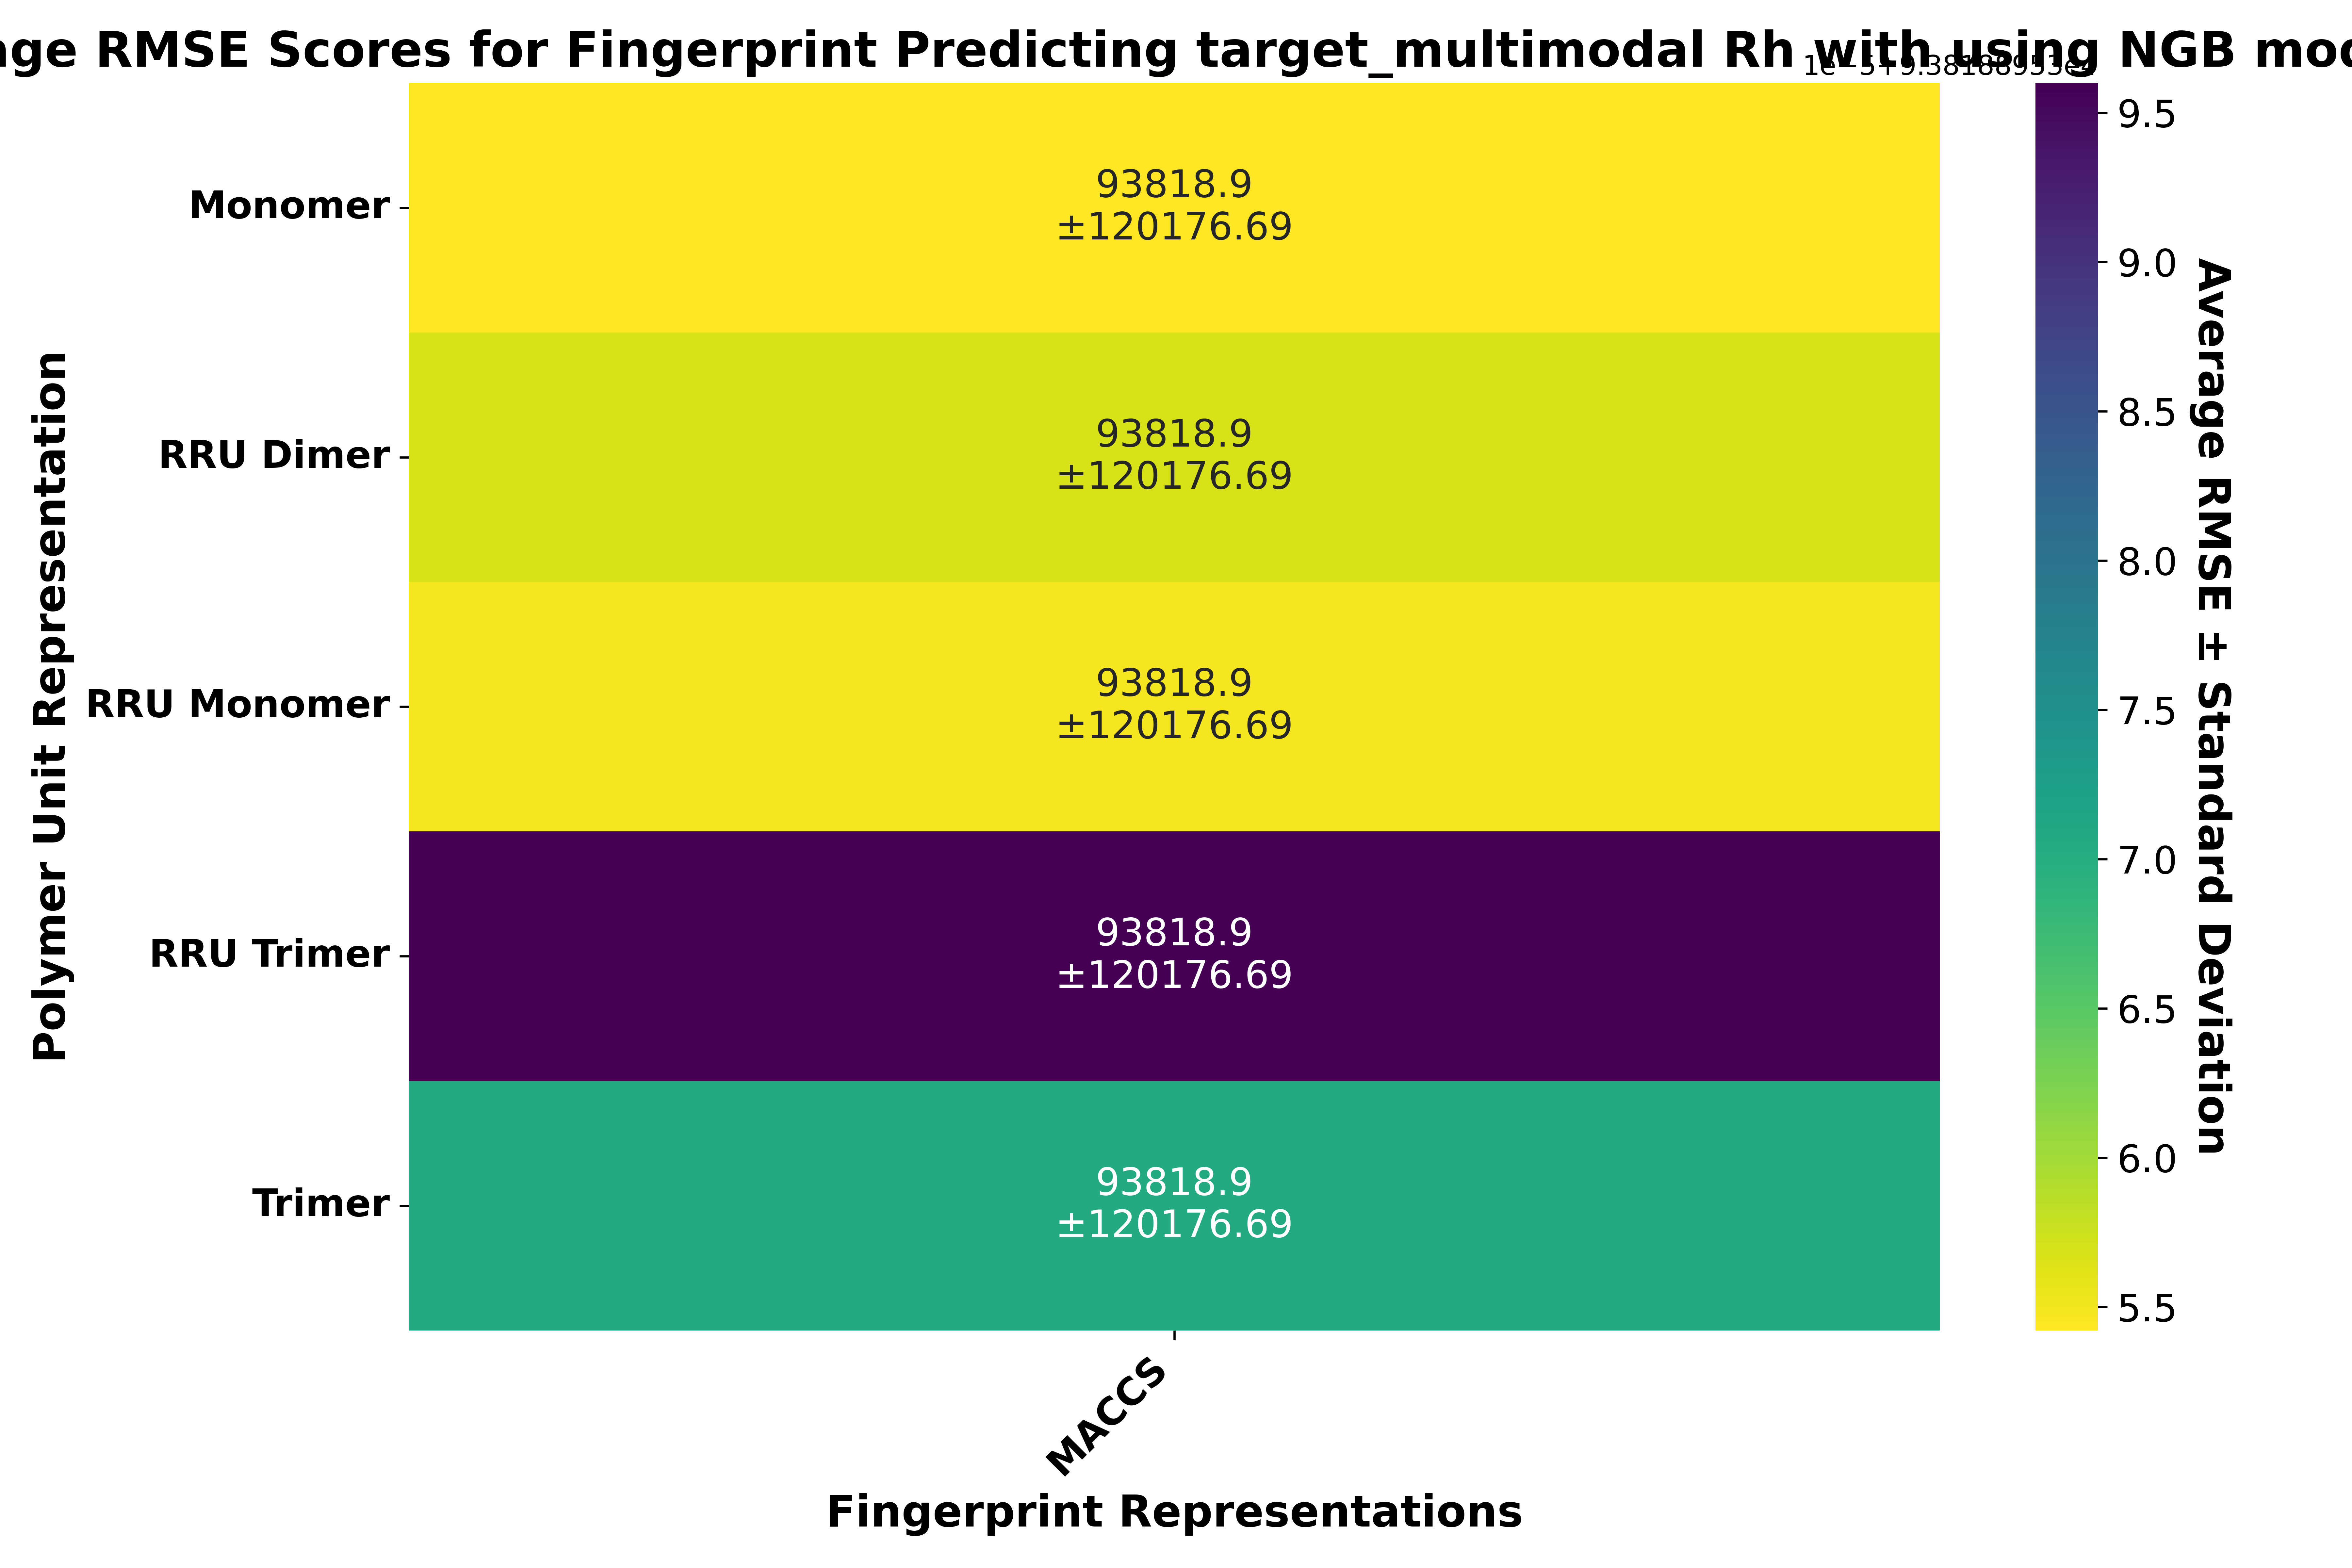 RMSE Scores for Fingerprint Predicting target_multimodal Rh with using NGB
Polymer Unit Representation
Monomer
RRU Dimer
RRU Monomer
RRU Trimer
Trimer
93818.9
±120176.69
93818.9
±120176.69
93818.9
±120176.69
93818.9
±120176.69
93818.9
±120176.69
MACCS
Fingerprint Representations
9.5
9.0
8.5
8.0
7.5
7.0
6.5
6.0
5.5
Average RMSE ± Standard Deviation